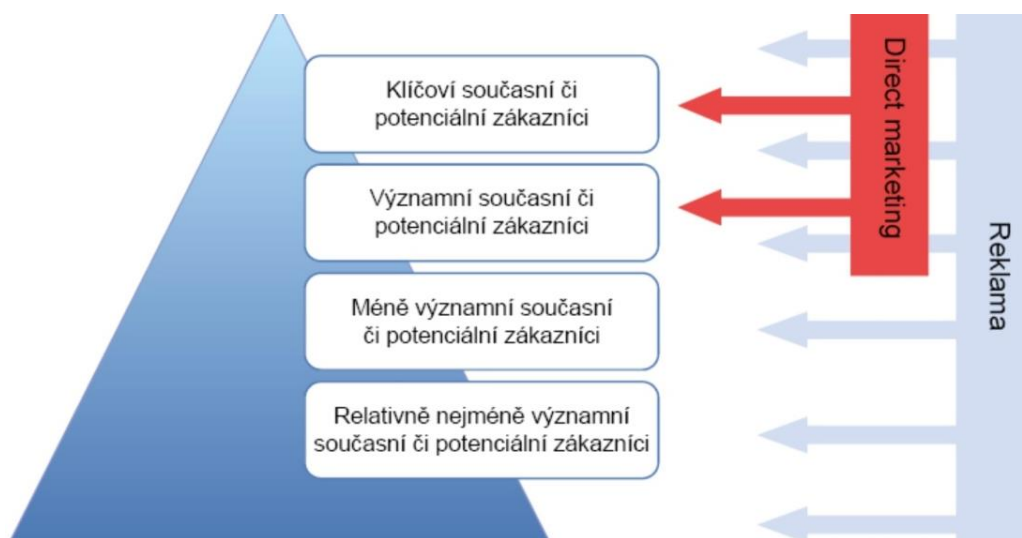 Klíčoví současní či
potenciální zákazníci
Významní současní či
potenciální zákazníci
Méně významní současní
či potenciální zákazníci
Relativně nejméně významní
současní či potenciální zákazníci
Direct marketing
Reklama